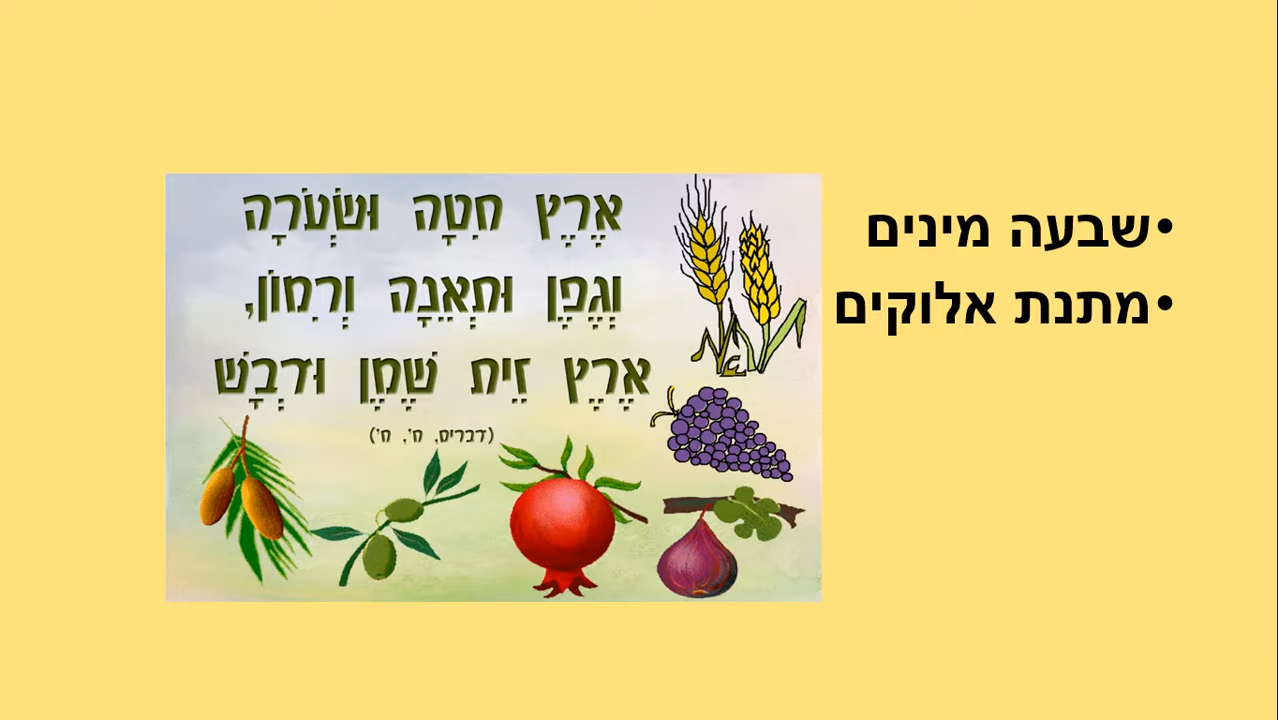 •שבעה מינים
•מתנת אלוקים
אֶרֶץ חִטָּה וּשְׂעֹרָה
וְגֶפֶן וּתְאֵנָה וְרִמּוֹן,
אֶרֶץ זֵית שֶׁמֶן וּדְבָשׁ
(דברים, ח', ח')